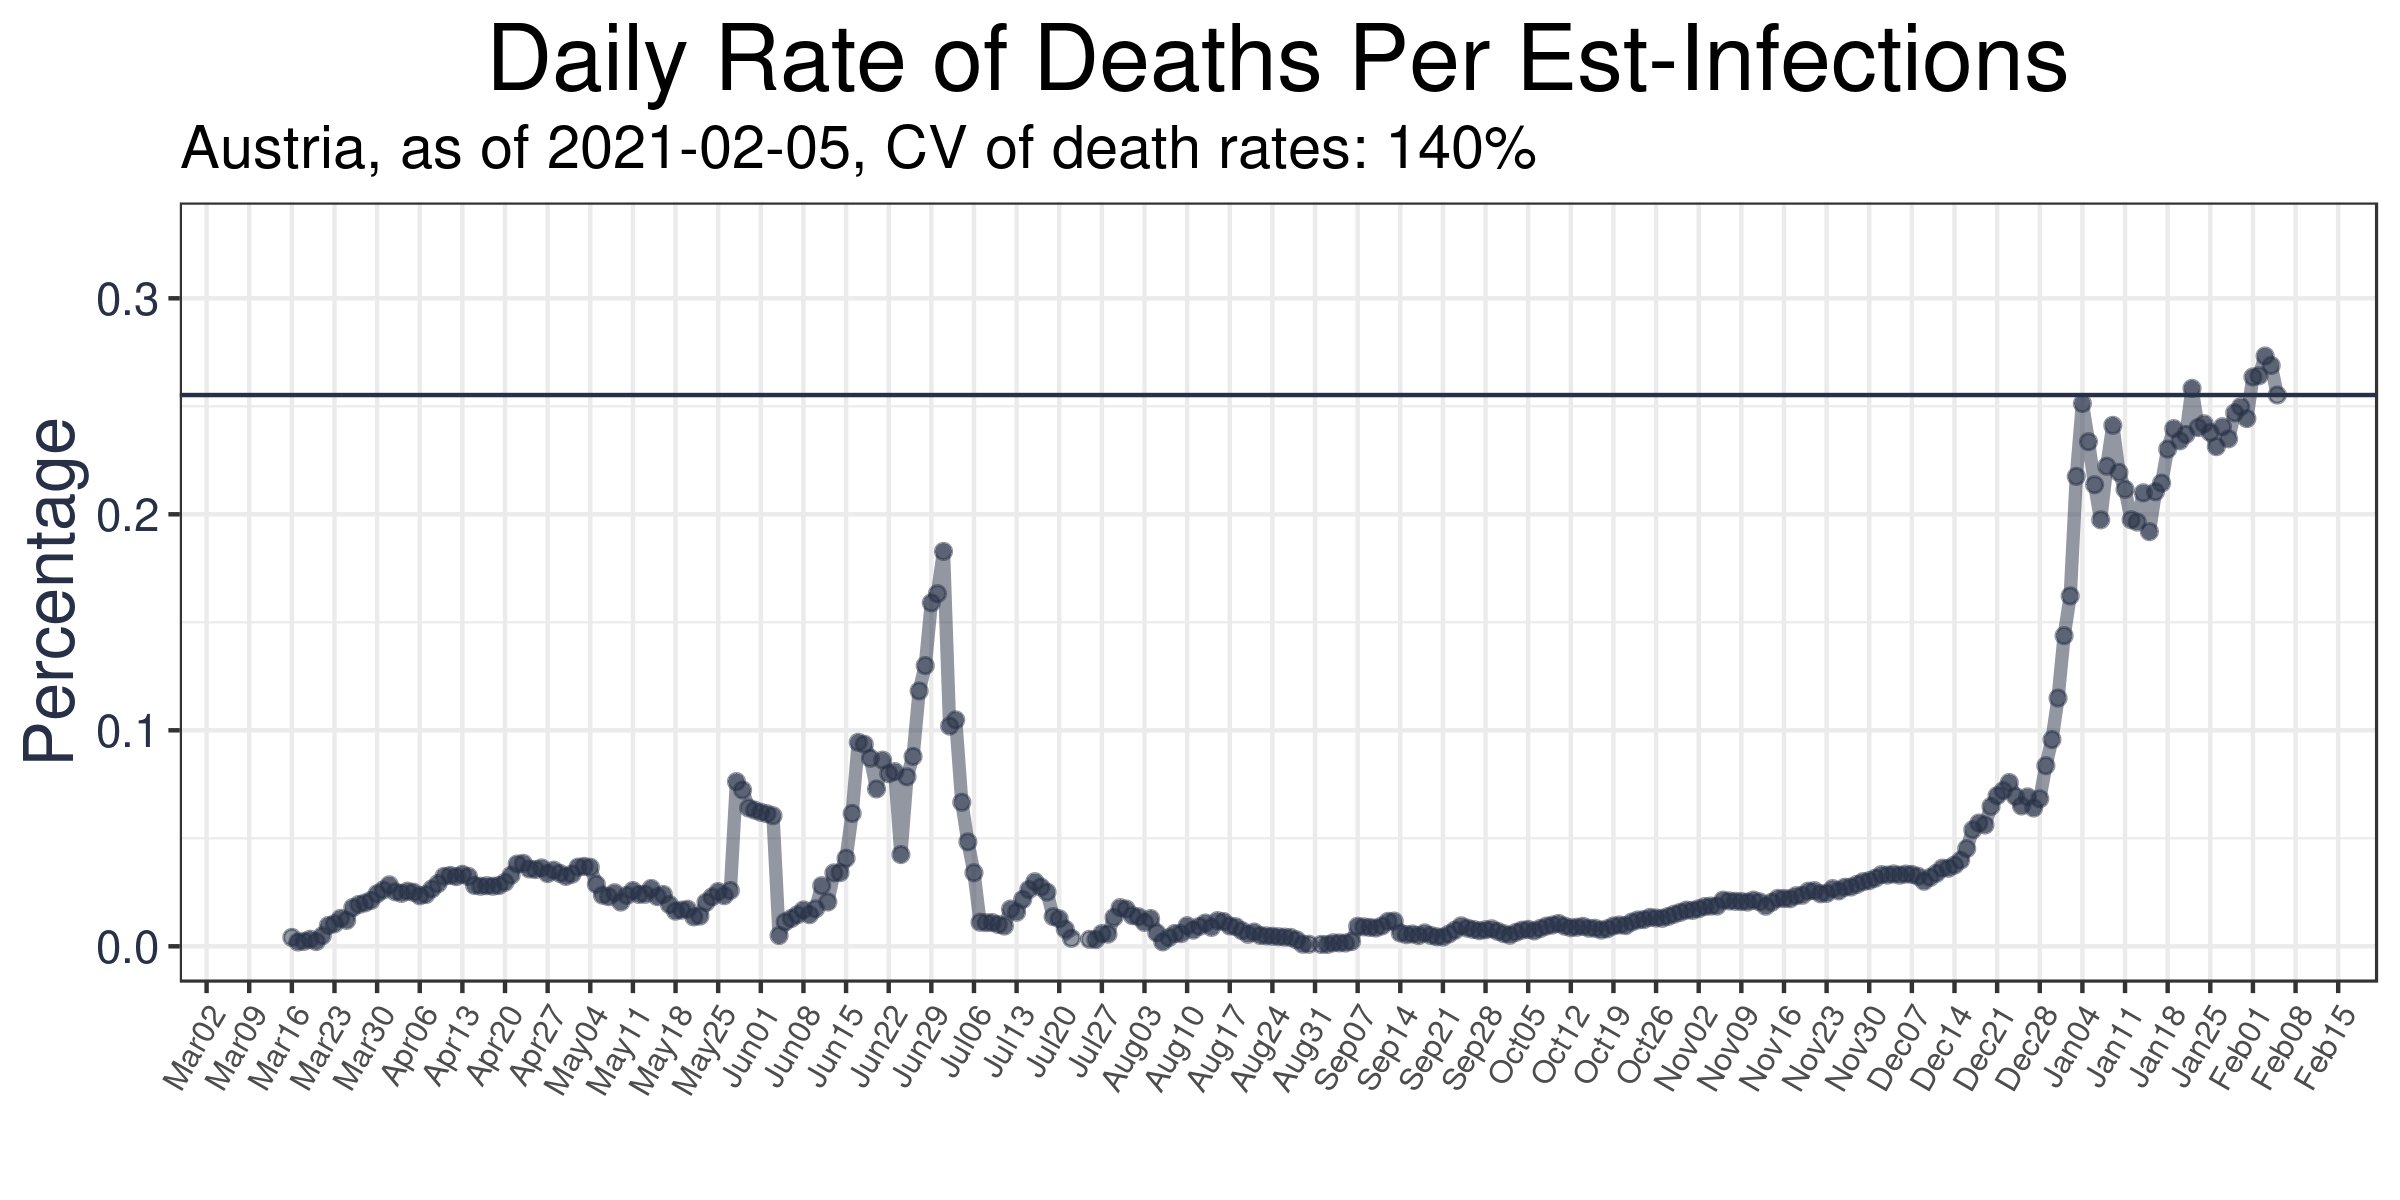 Daily Rate of Deaths Per Est-Infections
Austria, as of 2021-02-05, CV of death rates: 140%
Percentage
0.3
0.2
0.1
0.0
Mar02
Mar09
Mar16
Mar23
Mar30
Apr06
Apr13
Apr20
Apr27
May04
May11
May18
May25
Jun01
Jun08
Jun15
Jun22
Jun29
Jul06
Jul13
Jul20
Jul27
Aug03
Aug10
Aug17
Aug24
Aug31
Sep07
Sep14
Sep21
Sep28
Oct05
Oct12
Oct19
Oct26
Nov02
Nov09
Nov16
Nov23
Nov30
Dec07
Dec14
Dec21
Dec28
Jan04
Jan11
Jan18
Jan25
Feb01
Feb08
Feb15